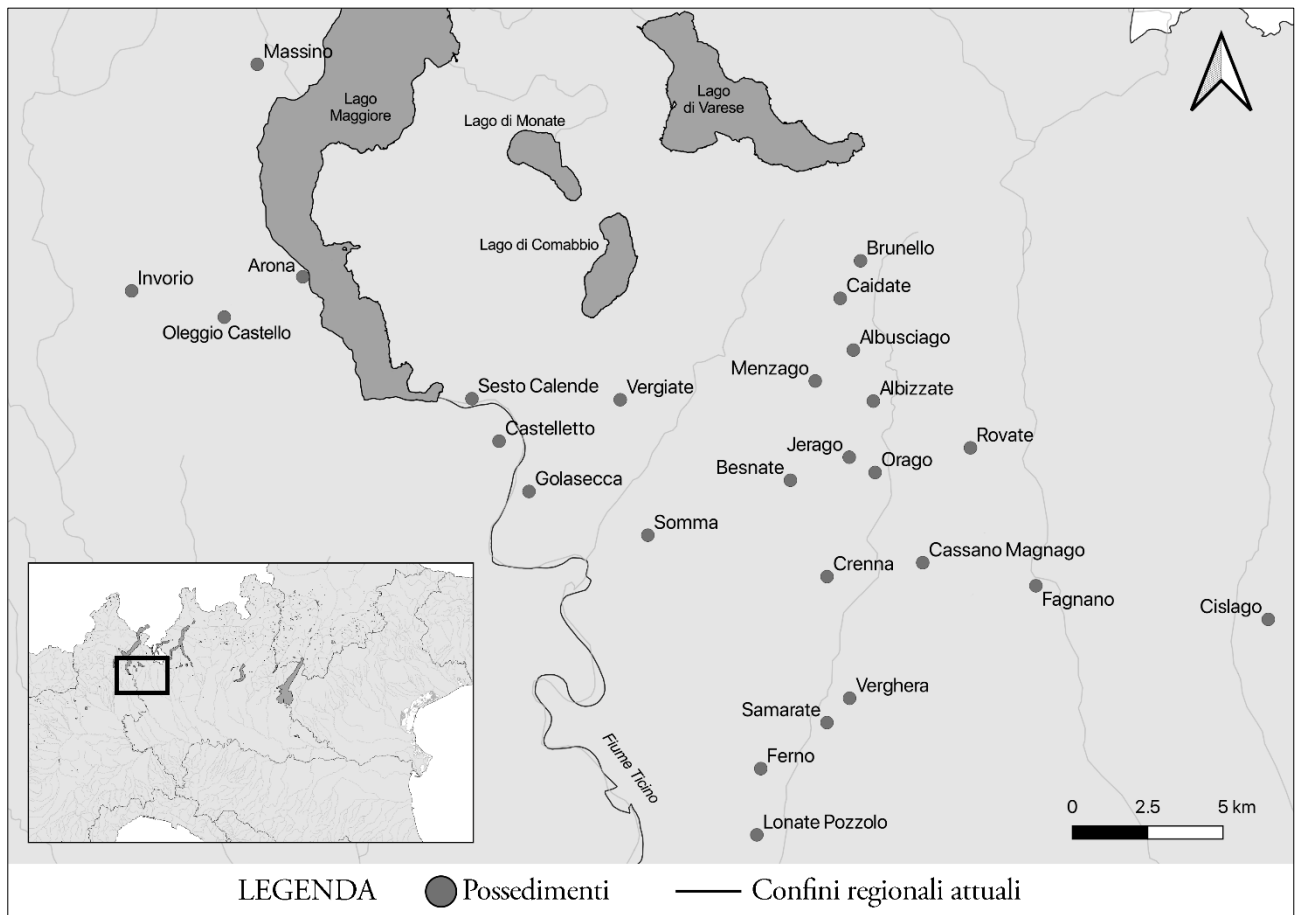 Massino
Lago
Maggiore
Lago
di Varese
Lago di Monate
Lago di Comabbio
Brunello
Arona
Invorio
Caidate
Oleggio Castello
Albusciago
Menzago
Sesto Calende
Vergiate
Albizzate
Castelletto
Jerago
Rovate
Orago
Besnate
Golasecca
Somma
Crenna
Cassano Magnago
Fagnano
Cislago
Verghera
Samarate
Ferno
Fiume Ticino
Lonate Pozzolo
0 2.5 5 km
LEGENDA Possedimenti Confini regionali attuali